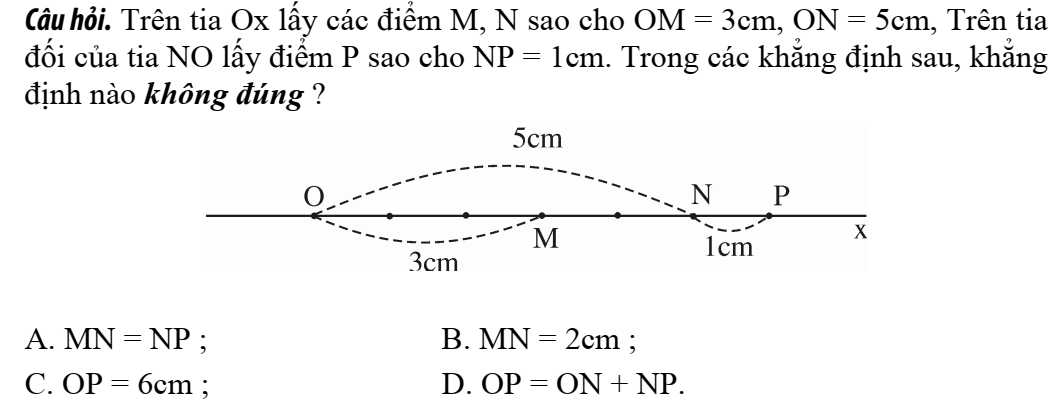 Câu hỏi. Trên tia Ox lấy các điểm M, N sao cho OM = 3cm, ON = 5cm, Trên tia
đối của tia NO lấy điểm P sao cho NP = 1cm. Trong các khẳng định sau, khẳng
định nào không đúng ?
5cm
O N P
M 1cm x
3cm
A. MN = NP ; B. MN = 2cm ;
C. OP = 6cm ; D. OP = ON + NP.